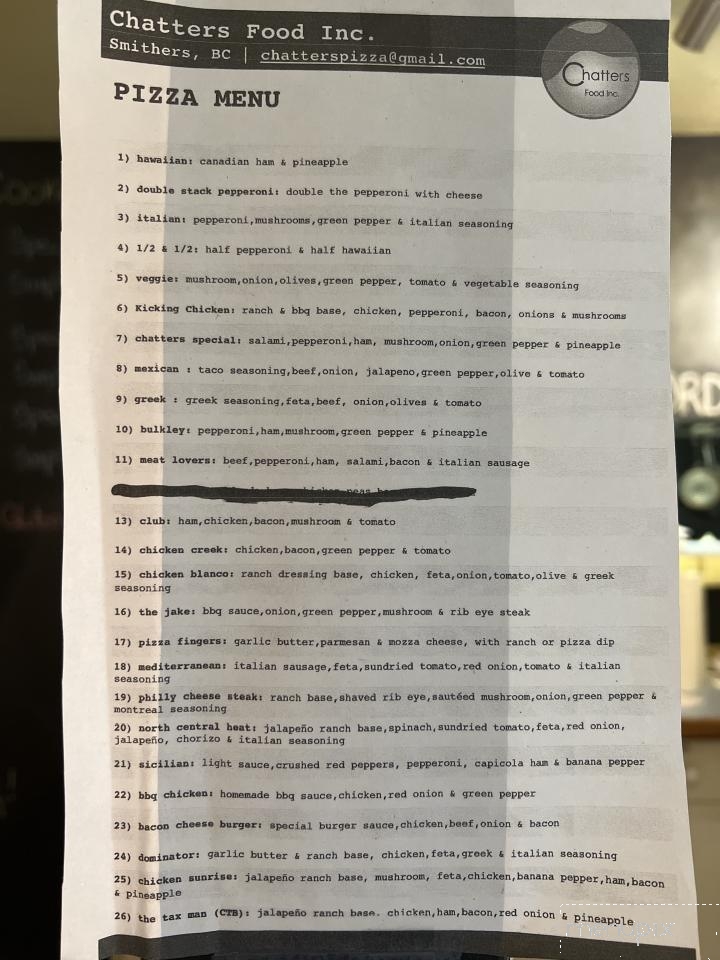 Chatters Food Inc.
Smithers, BC | chatterspizza@gmail.com
Chatters
Food Inc.
PIZZA MENU
1) hawaiian: canadian ham & pineapple
2) double stack pepperoni: double the pepperoni with cheese
3) italian: pepperoni,mushrooms,green pepper & italian seasoning
4) 1/2 & 1/2: half pepperoni & half hawaiian
5) veggie: mushroom,onion,olives,green pepper, tomato & vegetable seasoning
6) Kicking Chicken: ranch & bbq base, chicken, pepperoni, bacon, onions & mushrooms
7) chatters special: salami,pepperoni,ham, mushroom,onion,green pepper & pineapple
8) mexican : taco seasoning,beef,onion, jalapeno,green pepper,olive & tomato
9) greek : greek seasoning,feta,beef, onion,olives & tomato
10) bulkley: pepperoni,ham,mushroom,green pepper & pineapple
11) meat lovers: beef,pepperoni,ham, salami,bacon & italian sausage
13) club: ham,chicken,bacon,mushroom & tomato
14) chicken creek: chicken,bacon,green pepper & tomato
15) chicken blanco: ranch dressing base, chicken, feta,onion,tomato,olive & greek
seasoning
16) the jake: bbq sauce,onion,green pepper,mushroom & rib eye steak
17) pizza fingers: garlic butter,parmesan & mozza cheese, with ranch or pizza dip
18) mediterranean: italian sausage,feta,sundried tomato,red onion,tomato & italian
seasoning
19) philly cheese steak: ranch base,shaved rib eye,sautéed mushroom,onion,green pepper &
montreal seasoning
20) north central heat: jalapeño ranch base,spinach,sundried tomato,feta,red onion,
jalapeño, chorizo & italian seasoning
21) sicilian: light sauce,crushed red peppers, pepperoni, capicola ham & banana pepper
22) bbq chicken: homemade bbq sauce,chicken,red onion & green pepper
23) bacon cheese burger: special burger sauce,chicken,beef,onion & bacon
24) dominator: garlic butter & ranch base, chicken,feta,greek & italian seasoning
25) chicken sunrise: jalapeño ranch base, mushroom, feta,chicken,banana pepper,ham,bacon
& pineapple
26) the tax man (CTB): jalapeño ranch base. chicken,ham,bacon,red onion & pineapple